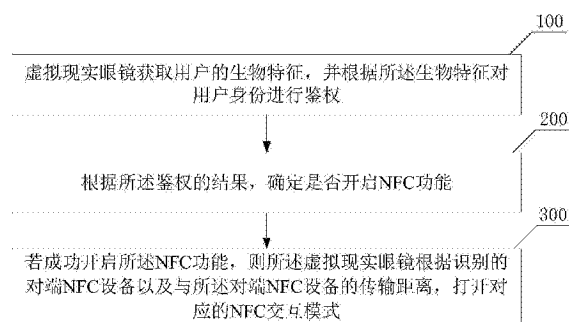 100
虚拟现实眼镜获取用户的生物特征，并根据所述生物特征对
用户身份进行鉴权
200
根据所述鉴权的结果，确定是否开启NFC功能
300
若成功开启所述NFC功能，则所述虚拟现实眼镜根据识别的
对端NFC设备以及与所述对端NFC设备的传输距离，打开对
应的NFC交互模式